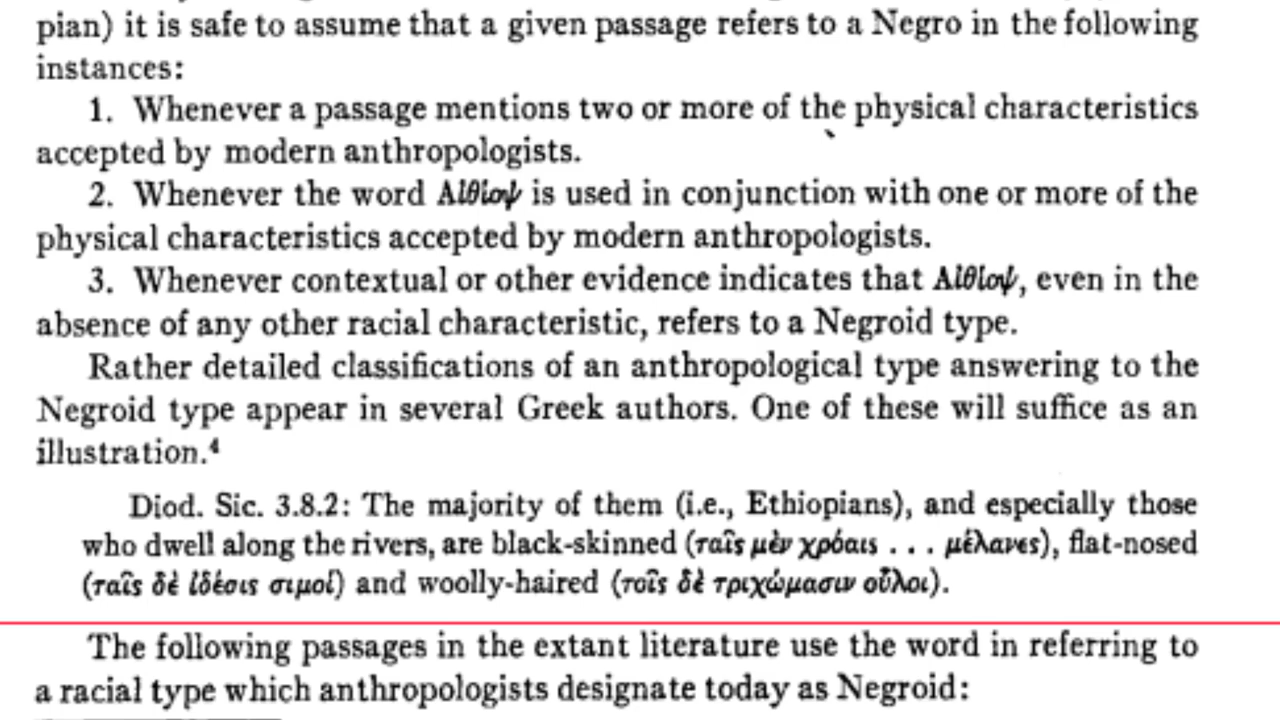 pian) it is safe to assume that a given passage refers to a Negro in the following
instances:
1. Whenever a passage mentions two or more of the physical characteristics
accepted by modern anthropologists.
2. Whenever the word Αἰθίοψ is used in conjunction with one or more of the
physical characteristics accepted by modern anthropologists.
3. Whenever contextual or other evidence indicates that Αἰθίοψ, even in the
absence of any other racial characteristic, refers to a Negroid type.
Rather detailed classifications of an anthropological type answering to the
Negroid type appear in several Greek authors. One of these will suffice as an
illustration.⁴
Diod. Sic. 3.8.2: The majority of them (i.e., Ethiopians), and especially those
who dwell along the rivers, are black-skinned (ταῖς μὲν χρόαις . . . μέλανες), flat-nosed
(ταῖς δὲ ἰδέαις σιμοί) and woolly-haired (τοῖς δὲ τριχώμασιν οὖλοι).
The following passages in the extant literature use the word in referring to
a racial type which anthropologists designate today as Negroid: